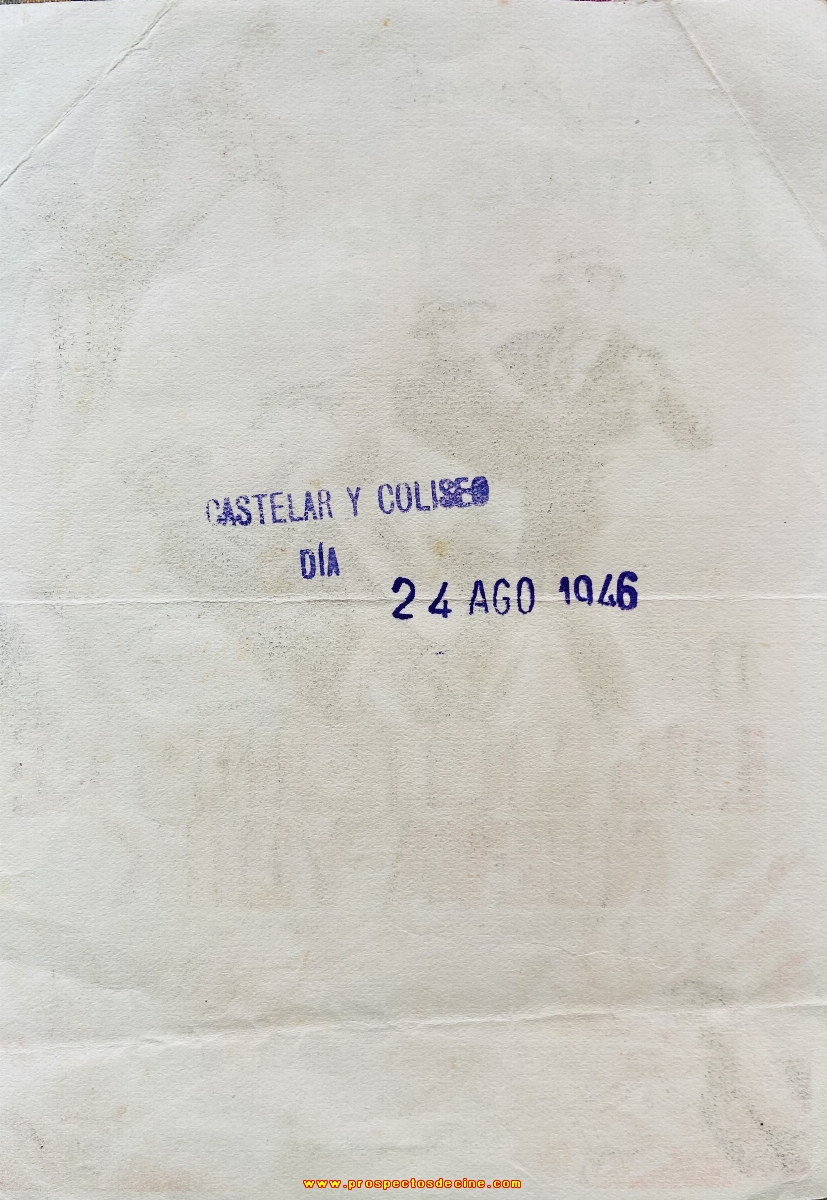 CASTELAR Y COLISEO
DÍA
24 AGO 1946
www.prospectosdecine.com